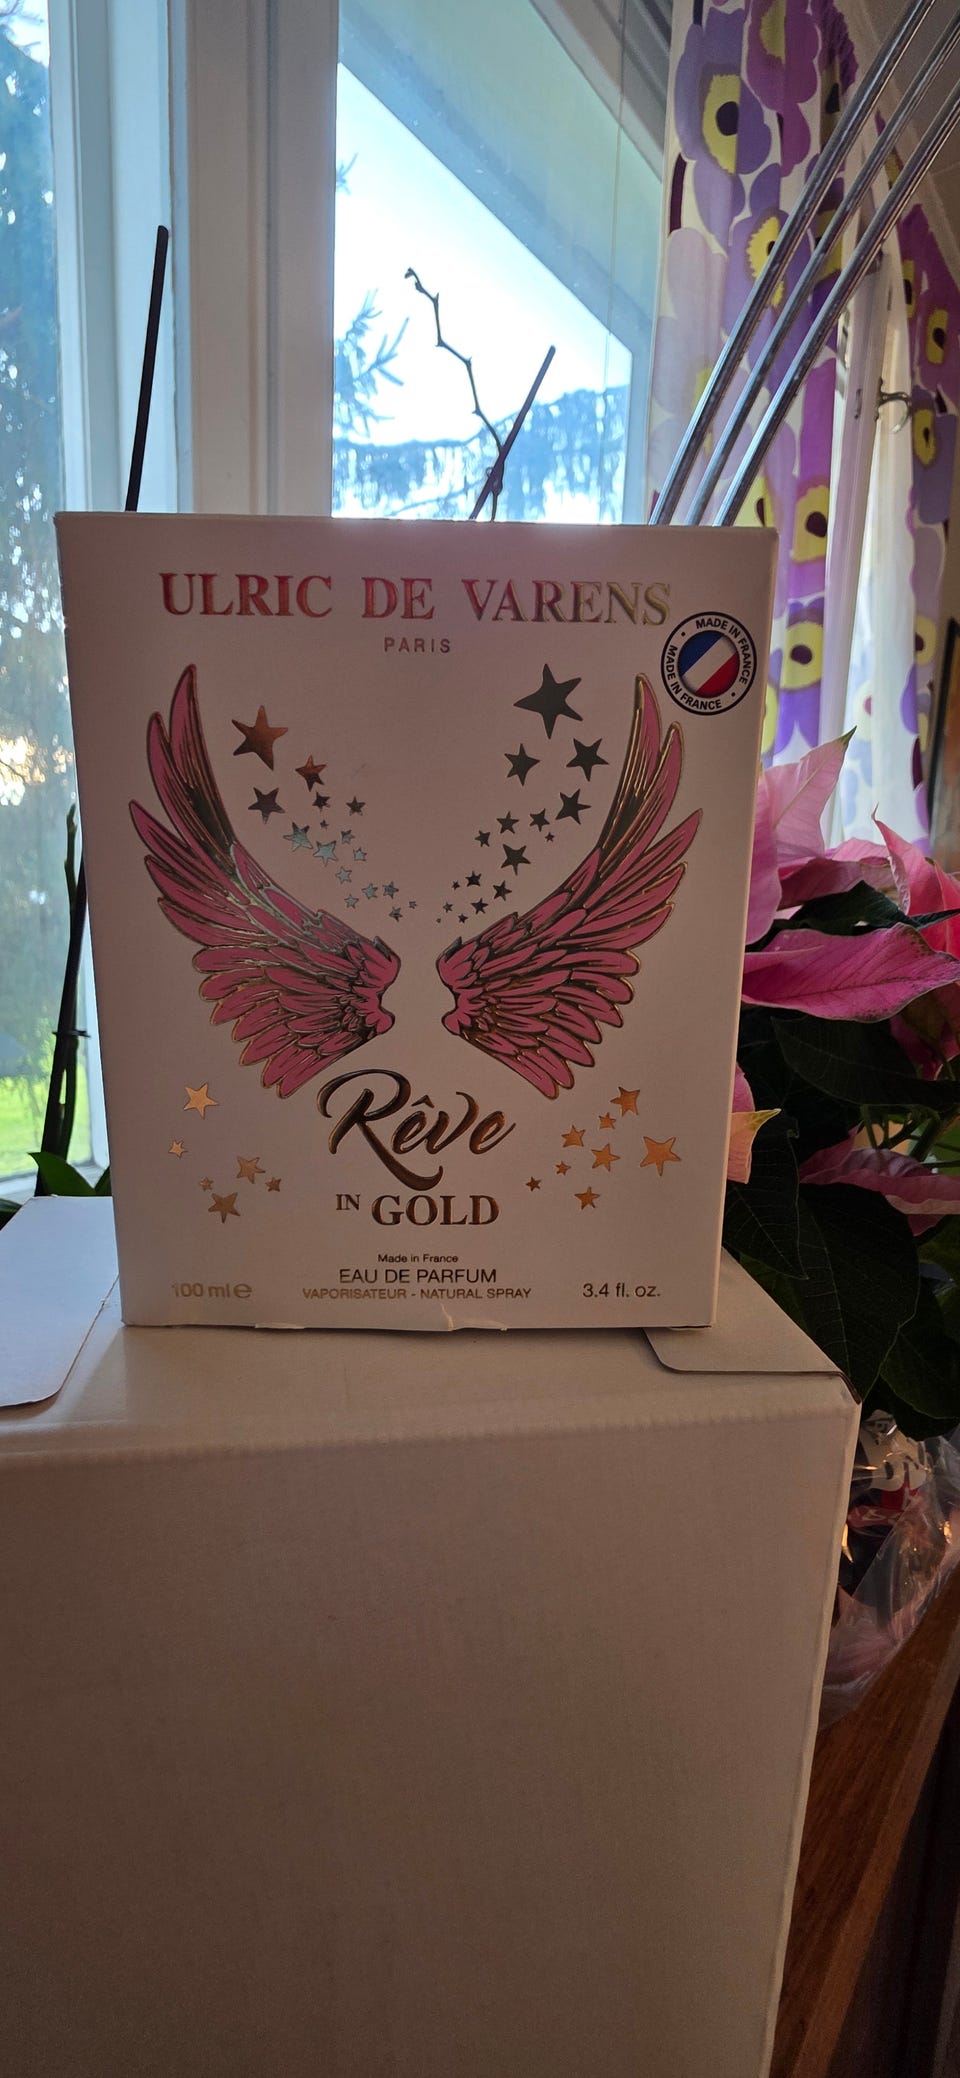 ULRIC DE VARENS
PARIS
MADE IN FRANCE
MADE IN FRANCE
Rêve
IN GOLD
Made in France
EAU DE PARFUM
VAPORISATEUR - NATURAL SPRAY
100 ml ℮
3.4 fl. oz.